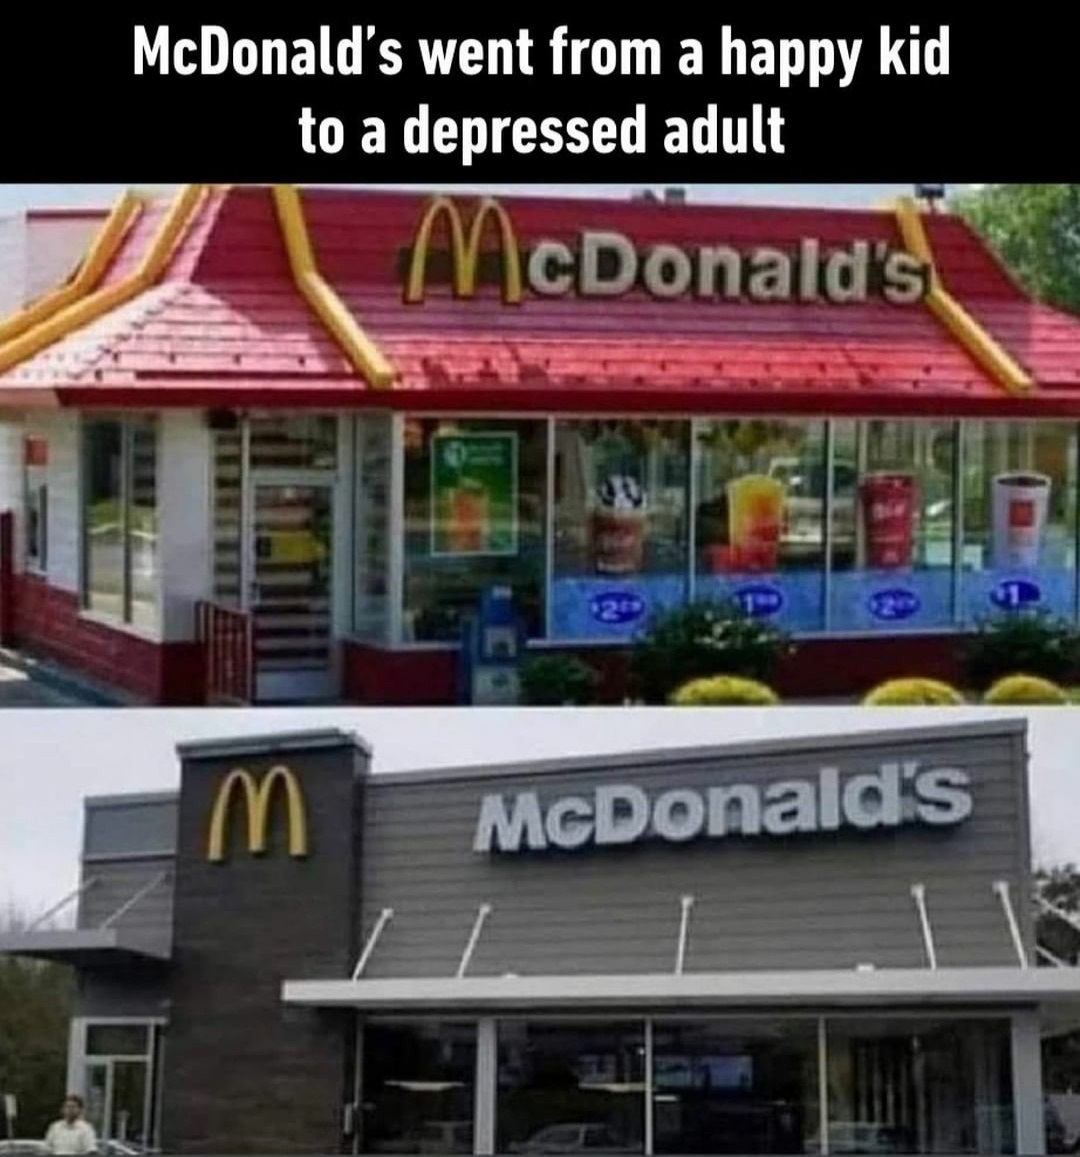 McDonald's went from a happy kid
to a depressed adult
McDonald's
M
McDonald's